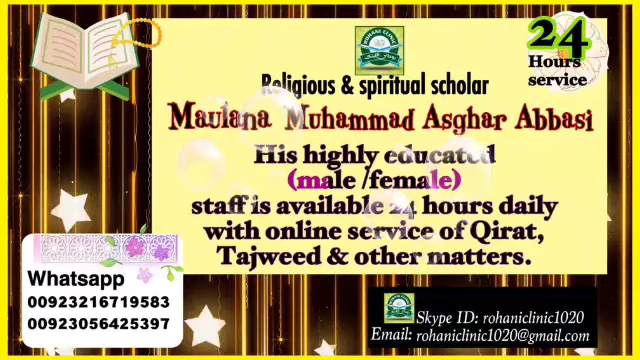 24
Hours
service
ROHANI CLINIC
Religious & spiritual scholar
Maulana Muhammad Asghar Abbasi
His highly educated
(male /female)
staff is available 24 hours daily
with online service of Qirat,
Tajweed & other matters.
Whatsapp
00923216719583
00923056425397
Skype ID: rohaniclinic1020
Email: rohaniclinic1020@gmail.com